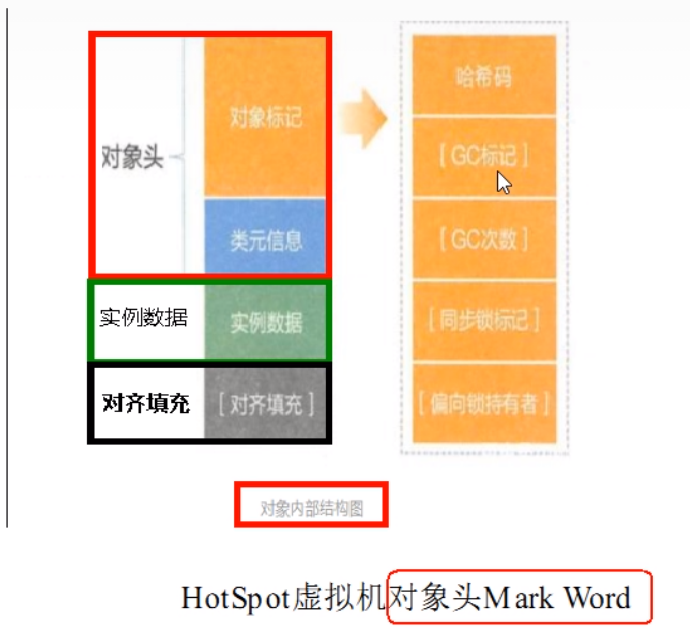 对象头
对象标记
类元信息
实例数据
实例数据
对齐填充
[ 对齐填充 ]
哈希码
[ GC标记 ]
[ GC次数 ]
[ 同步锁标记 ]
[ 偏向锁持有者 ]
对象内部结构图
HotSpot虚拟机对象头Mark Word